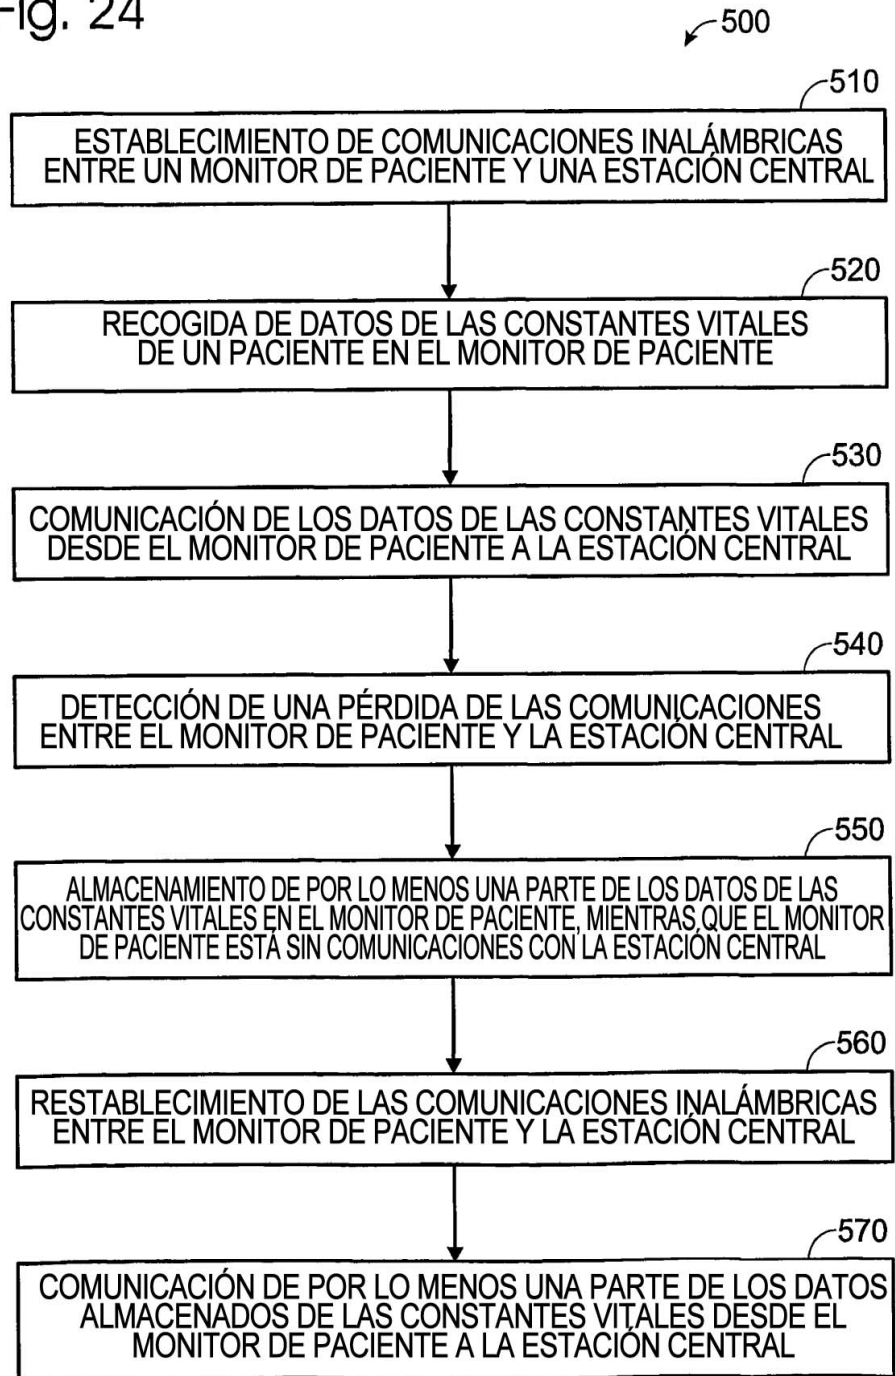 Fig. 24
500
510
ESTABLECIMIENTO DE COMUNICACIONES INALÁMBRICAS
ENTRE UN MONITOR DE PACIENTE Y UNA ESTACIÓN CENTRAL
520
RECOGIDA DE DATOS DE LAS CONSTANTES VITALES
DE UN PACIENTE EN EL MONITOR DE PACIENTE
530
COMUNICACIÓN DE LOS DATOS DE LAS CONSTANTES VITALES
DESDE EL MONITOR DE PACIENTE A LA ESTACIÓN CENTRAL
540
DETECCIÓN DE UNA PÉRDIDA DE LAS COMUNICACIONES
ENTRE EL MONITOR DE PACIENTE Y LA ESTACIÓN CENTRAL
550
ALMACENAMIENTO DE POR LO MENOS UNA PARTE DE LOS DATOS DE LAS
CONSTANTES VITALES EN EL MONITOR DE PACIENTE, MIENTRAS QUE EL MONITOR
DE PACIENTE ESTÁ SIN COMUNICACIONES CON LA ESTACIÓN CENTRAL
560
RESTABLECIMIENTO DE LAS COMUNICACIONES INALÁMBRICAS
ENTRE EL MONITOR DE PACIENTE Y LA ESTACIÓN CENTRAL
570
COMUNICACIÓN DE POR LO MENOS UNA PARTE DE LOS DATOS
ALMACENADOS DE LAS CONSTANTES VITALES DESDE EL
MONITOR DE PACIENTE A LA ESTACIÓN CENTRAL